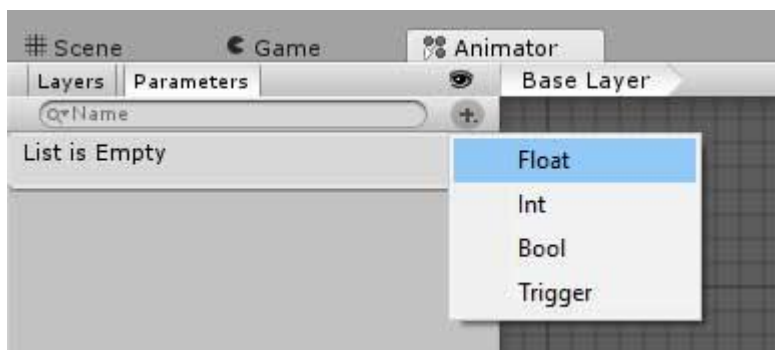 Scene Game Animator
Layers Parameters Base Layer
Name
List is Empty
Float
Int
Bool
Trigger